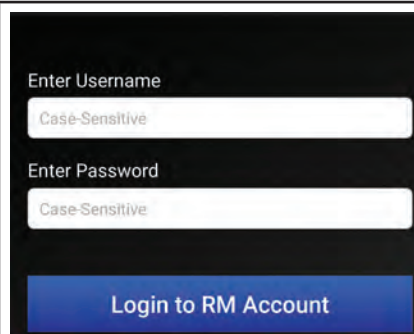 Enter Username
Case-Sensitive
Enter Password
Case-Sensitive
Login to RM Account